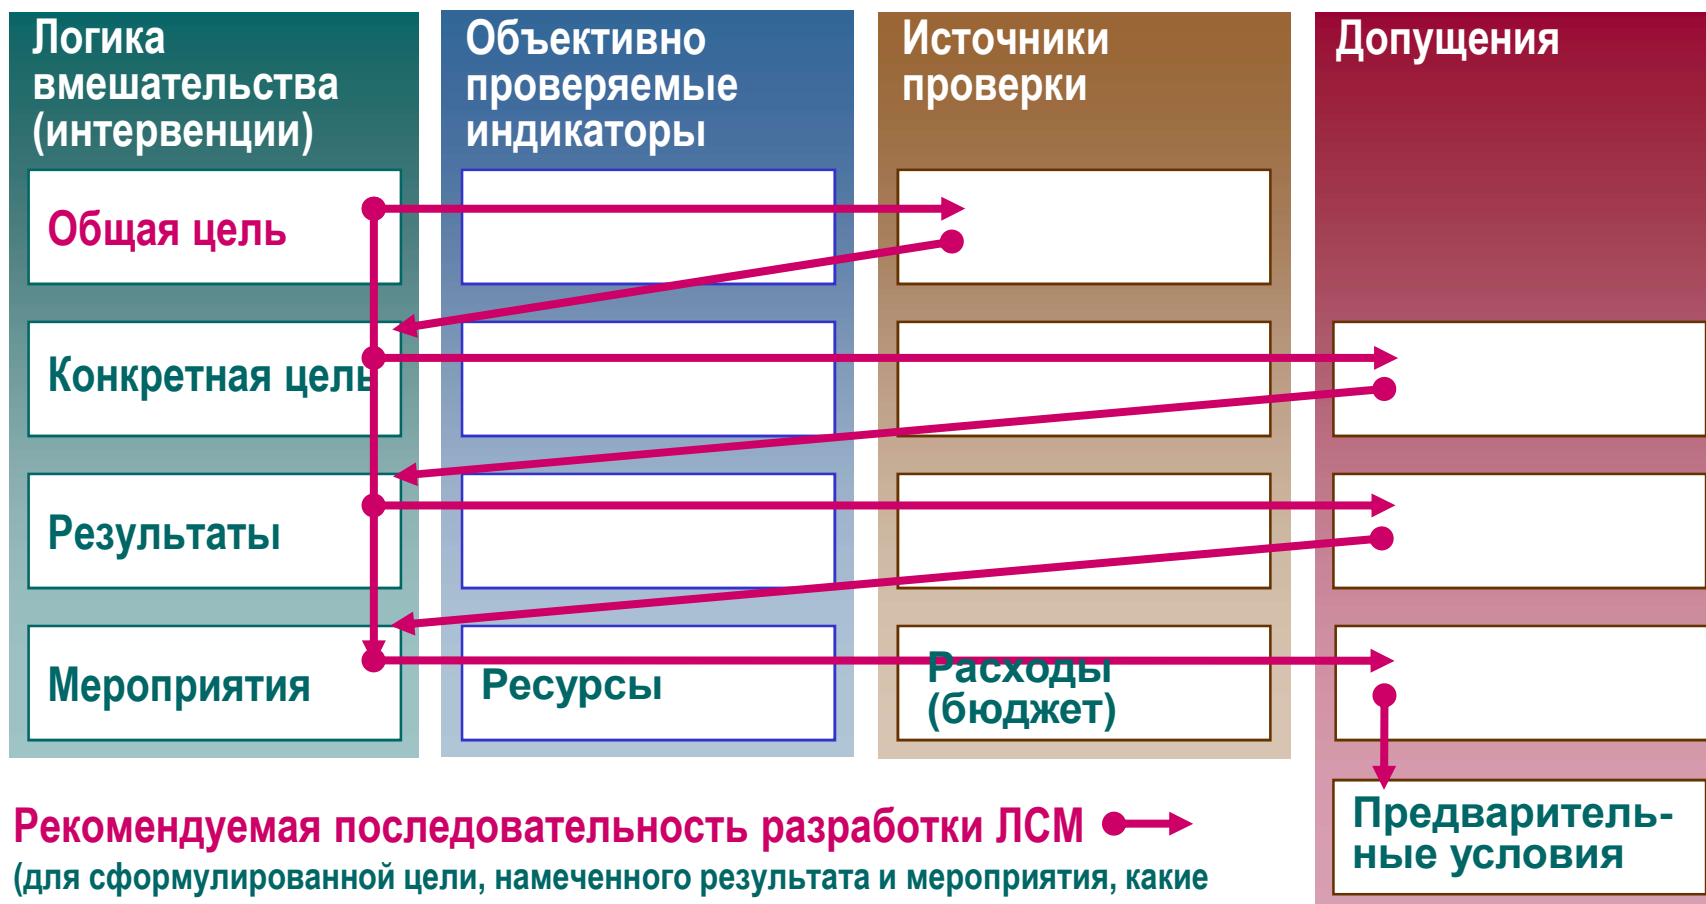 Логика
вмешательства
(интервенции)
Объективно
проверяемые
индикаторы
Источники
проверки
Допущения
Общая цель
Конкретная цель
Результаты
Мероприятия
Ресурсы
Расходы
(бюджет)
Предваритель-
ные условия
Рекомендуемая последовательность разработки ЛСМ
(для сформулированной цели, намеченного результата и мероприятия, какие